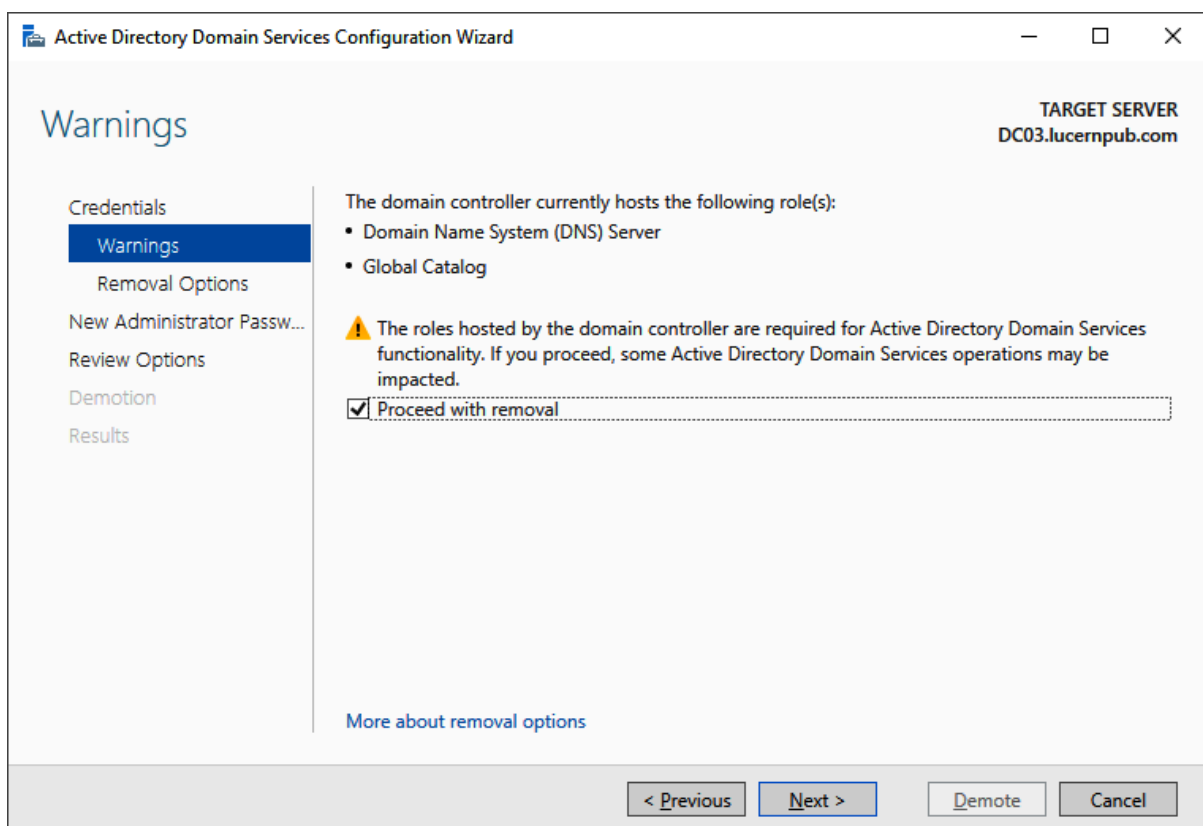 Active Directory Domain Services Configuration Wizard
Warnings
TARGET SERVER
DC03.lucernpub.com
Credentials
Warnings
Removal Options
New Administrator Passw...
Review Options
Demotion
Results
The domain controller currently hosts the following role(s):
• Domain Name System (DNS) Server
• Global Catalog
The roles hosted by the domain controller are required for Active Directory Domain Services
functionality. If you proceed, some Active Directory Domain Services operations may be
impacted.
Proceed with removal
More about removal options
< Previous
Next >
Demote
Cancel